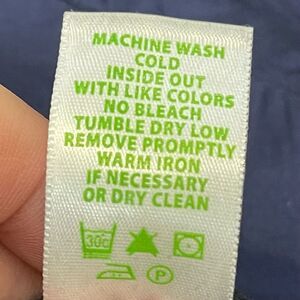 MACHINE WASH
COLD
INSIDE OUT
WITH LIKE COLORS
NO BLEACH
TUMBLE DRY LOW
REMOVE PROMPTLY
WARM IRON
IF NECESSARY
OR DRY CLEAN
30C
P